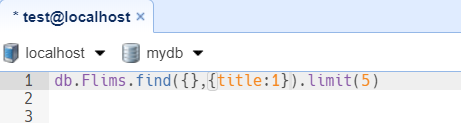 * test@localhost ×
localhost mydb
1 db.Flims.find({},{title:1}).limit(5)
2
3